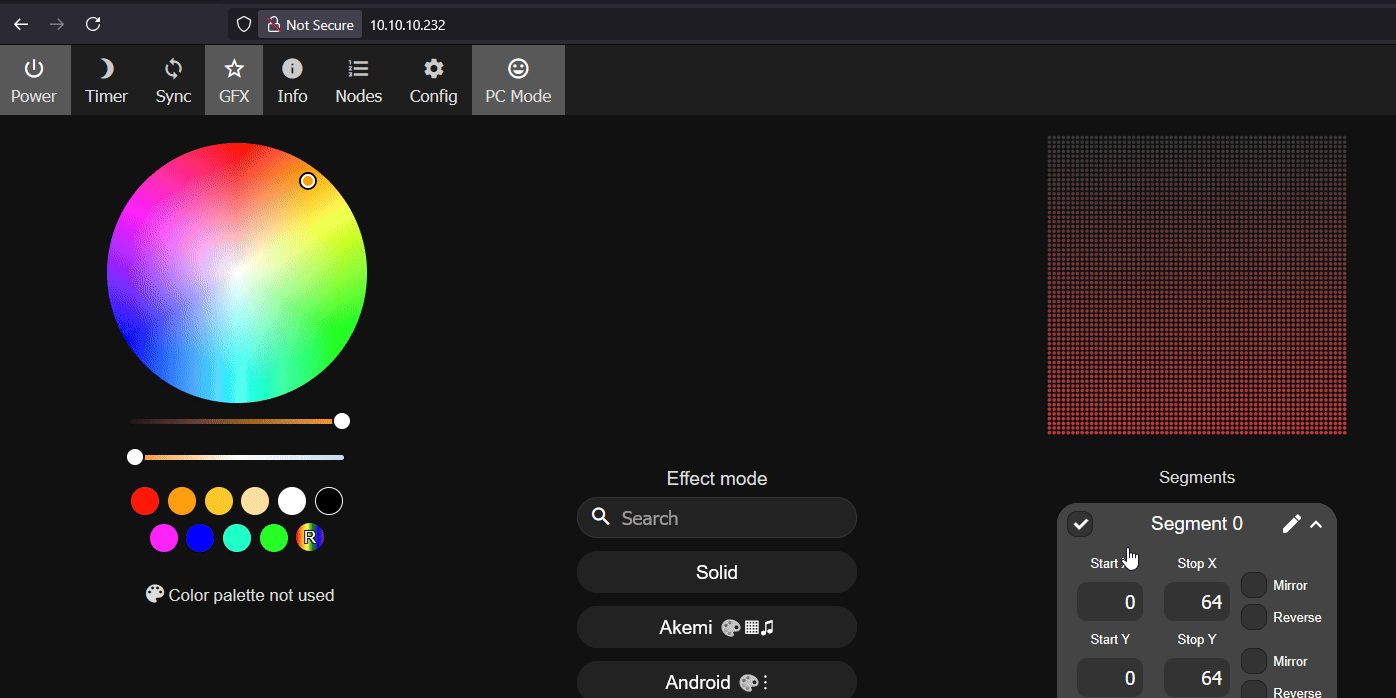 Not Secure 10.10.10.232
Power Timer Sync GFX Info Nodes Config PC Mode
R
Color palette not used
Effect mode
Search
Solid
Akemi
Android
Segments
Segment 0
Start X Stop X
0 64
Mirror
Reverse
Start Y Stop Y
0 64
Mirror
Reverse